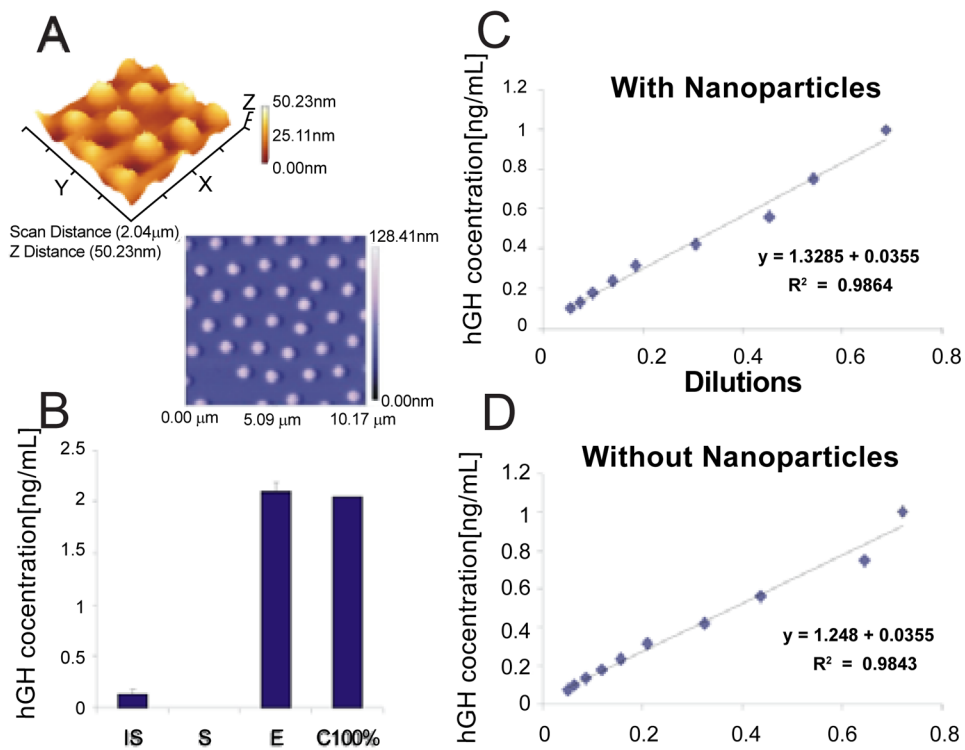 A
Z
50.23nm
25.11nm
0.00nm
Y
X
Scan Distance (2.04μm)
Z Distance (50.23nm)
128.41nm
0.00nm
0.00 μm 5.09 μm 10.17 μm
B
hGH cocentration[ng/mL]
2.5
2
1.5
1
0.5
0
IS S E C100%
C
With Nanoparticles
hGH cocentration[ng/mL]
1.2
1
0.8
0.6
0.4
0.2
0
y = 1.3285 + 0.0355
R² = 0.9864
0 0.2 0.4 0.6 0.8
Dilutions
D
Without Nanoparticles
hGH cocentration[ng/mL]
1.2
1
0.8
0.6
0.4
0.2
0
y = 1.248 + 0.0355
R² = 0.9843
0 0.2 0.4 0.6 0.8